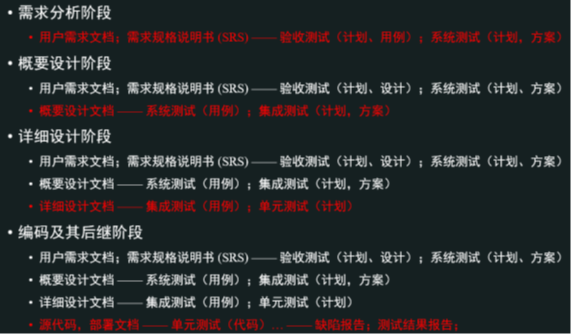 • 需求分析阶段
• 用户需求文档；需求规格说明书 (SRS) —— 验收测试（计划、用例）；系统测试（计划，方案）
• 概要设计阶段
• 用户需求文档；需求规格说明书 (SRS) —— 验收测试（计划、设计）；系统测试（计划、方案）
• 概要设计文档 —— 系统测试（用例）；集成测试（计划，方案）
• 详细设计阶段
• 用户需求文档；需求规格说明书 (SRS) —— 验收测试（计划、设计）；系统测试（计划、方案）
• 概要设计文档 —— 系统测试（用例）；集成测试（计划，方案）
• 详细设计文档 —— 集成测试（用例）；单元测试（计划）
• 编码及其后继阶段
• 用户需求文档；需求规格说明书 (SRS) —— 验收测试（计划、设计）；系统测试（计划、方案）
• 概要设计文档 —— 系统测试（用例）；集成测试（计划，方案）
• 详细设计文档 —— 集成测试（用例）；单元测试（计划）
• 源代码，部署文档 —— 单元测试（代码）… —— 缺陷报告；测试结果报告；